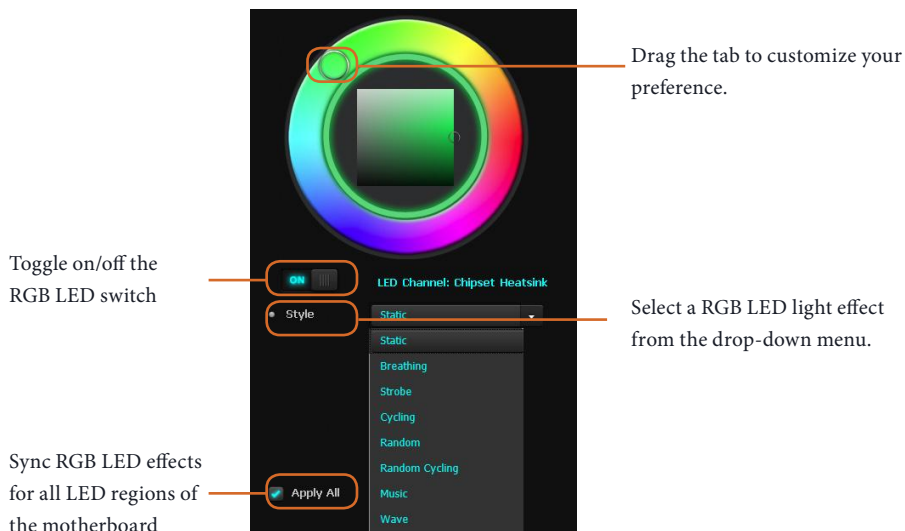 Drag the tab to customize your
preference.
Toggle on/off the
RGB LED switch
ON
LED Channel: Chipset Heatsink
Style
Static
Select a RGB LED light effect
from the drop-down menu.
Static
Breathing
Strobe
Cycling
Random
Random Cycling
Music
Wave
Sync RGB LED effects
for all LED regions of
the motherboard
Apply All